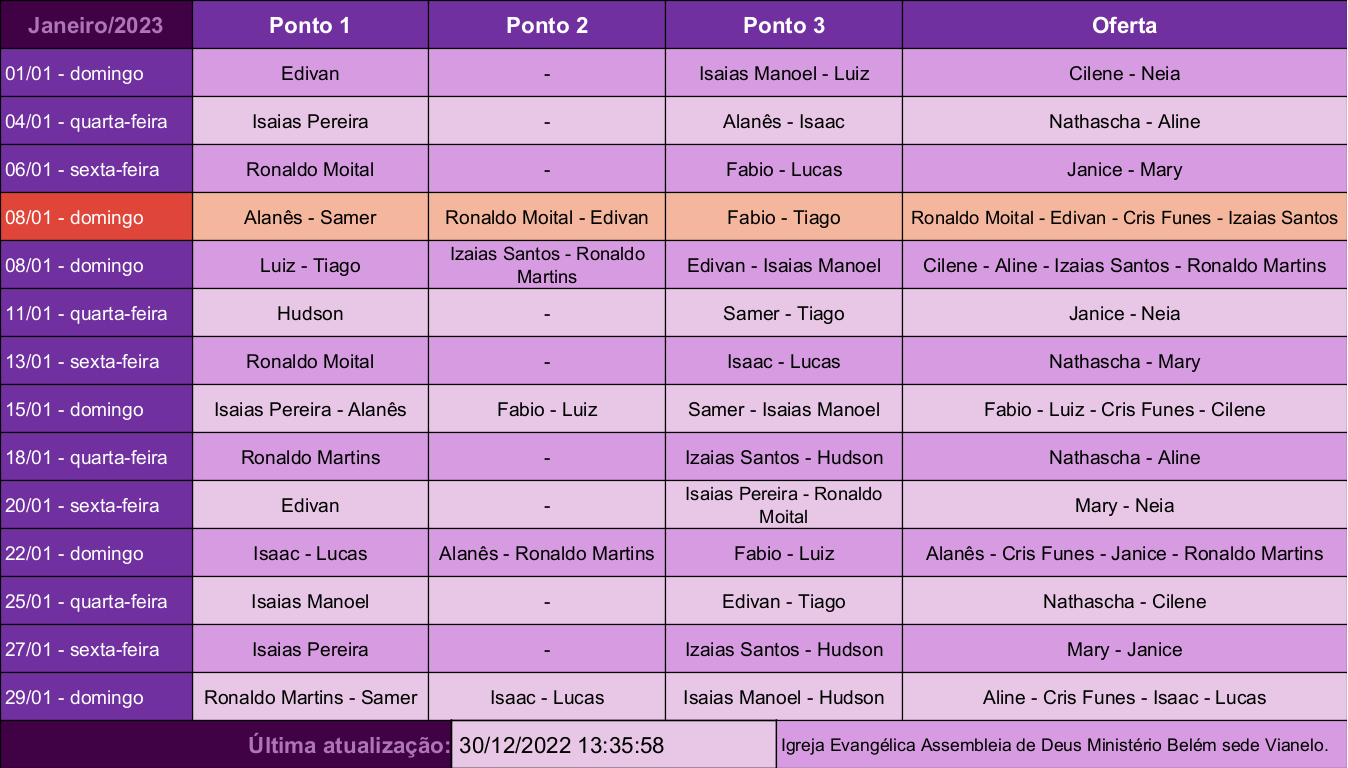 Janeiro/2023 Ponto 1 Ponto 2 Ponto 3 Oferta
01/01 - domingo Edivan - Isaias Manoel - Luiz Cilene - Neia
04/01 - quarta-feira Isaias Pereira - Alanês - Isaac Nathascha - Aline
06/01 - sexta-feira Ronaldo Moital - Fabio - Lucas Janice - Mary
08/01 - domingo Alanês - Samer Ronaldo Moital - Edivan Fabio - Tiago Ronaldo Moital - Edivan - Cris Funes - Izaias Santos
08/01 - domingo Luiz - Tiago Izaias Santos - Ronaldo Martins Edivan - Isaias Manoel Cilene - Aline - Izaias Santos - Ronaldo Martins
11/01 - quarta-feira Hudson - Samer - Tiago Janice - Neia
13/01 - sexta-feira Ronaldo Moital - Isaac - Lucas Nathascha - Mary
15/01 - domingo Isaias Pereira - Alanês Fabio - Luiz Samer - Isaias Manoel Fabio - Luiz - Cris Funes - Cilene
18/01 - quarta-feira Ronaldo Martins - Izaias Santos - Hudson Nathascha - Aline
20/01 - sexta-feira Edivan - Isaias Pereira - Ronaldo Moital Mary - Neia
22/01 - domingo Isaac - Lucas Alanês - Ronaldo Martins Fabio - Luiz Alanês - Cris Funes - Janice - Ronaldo Martins
25/01 - quarta-feira Isaias Manoel - Edivan - Tiago Nathascha - Cilene
27/01 - sexta-feira Isaias Pereira - Izaias Santos - Hudson Mary - Janice
29/01 - domingo Ronaldo Martins - Samer Isaac - Lucas Isaias Manoel - Hudson Aline - Cris Funes - Isaac - Lucas
Última atualização: 30/12/2022 13:35:58 Igreja Evangélica Assembleia de Deus Ministério Belém sede Vianelo.